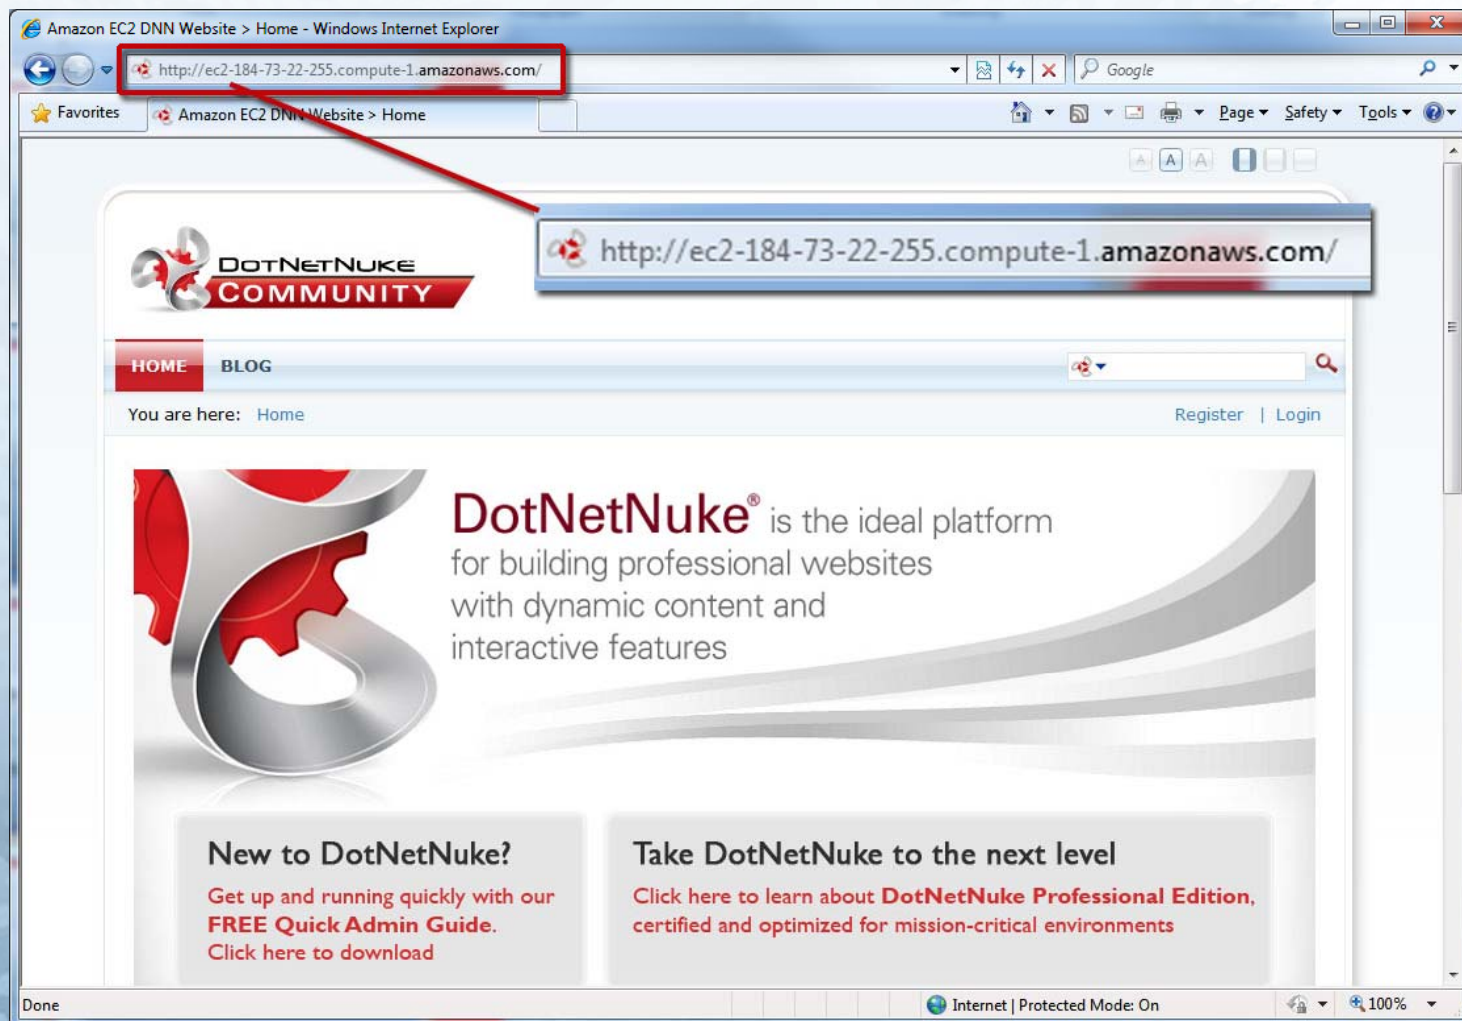 Amazon EC2 DNN Website > Home - Windows Internet Explorer
http://ec2-184-73-22-255.compute-1.amazonaws.com/
Google
Favorites
Amazon EC2 DNN Website > Home
Page
Safety
Tools
A A A
http://ec2-184-73-22-255.compute-1.amazonaws.com/
DOTNETNUKE
COMMUNITY
HOME BLOG
You are here: Home
Register | Login
DotNetNuke® is the ideal platform
for building professional websites
with dynamic content and
interactive features
New to DotNetNuke?
Get up and running quickly with our
FREE Quick Admin Guide.
Click here to download
Take DotNetNuke to the next level
Click here to learn about DotNetNuke Professional Edition,
certified and optimized for mission-critical environments
Done
Internet | Protected Mode: On
100%